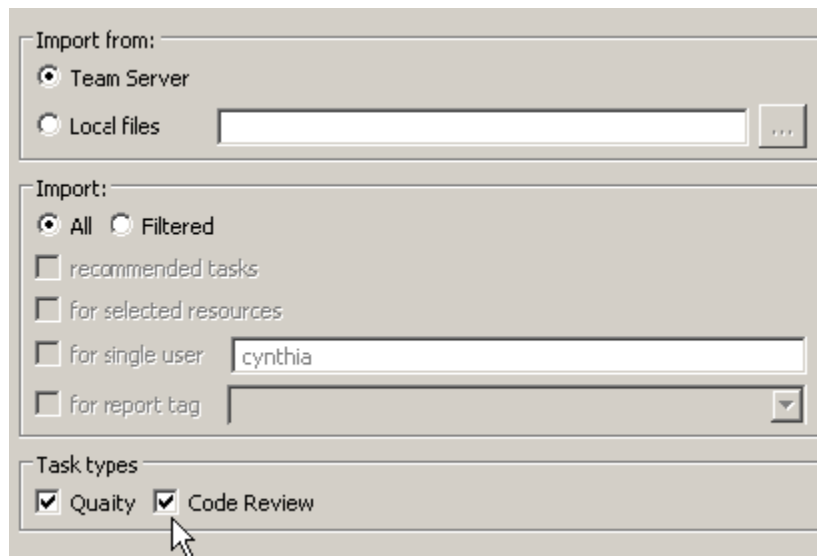 Import from:
Team Server
Local files ...
Import:
All Filtered
recommended tasks
for selected resources
for single user cynthia
for report tag
Task types
Quaity Code Review